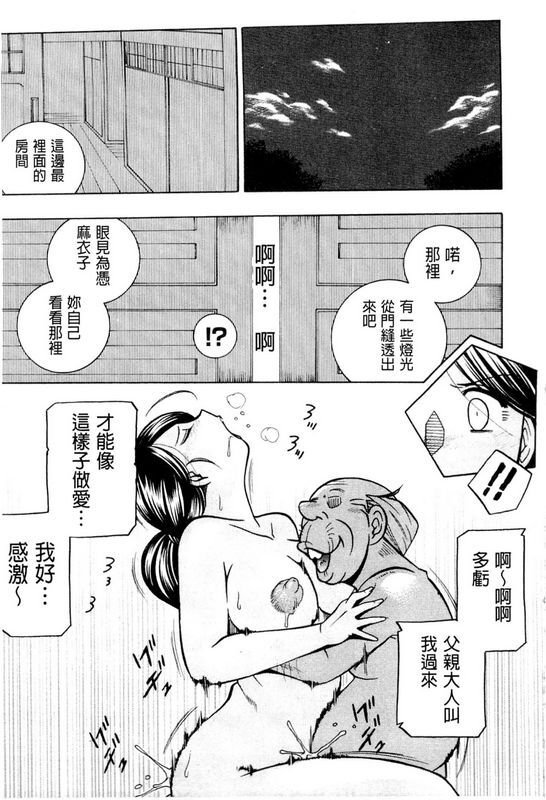 這邊最
裡面的
房間
喏，
那裡
有一些燈光
從門縫透出
來吧
啊啊…啊
!?
眼見為憑
麻衣子
妳自己
看看那裡
!!
啊～啊啊
多虧
父親大人叫
我過來
才能像
這樣子做愛…
我好…
感激～